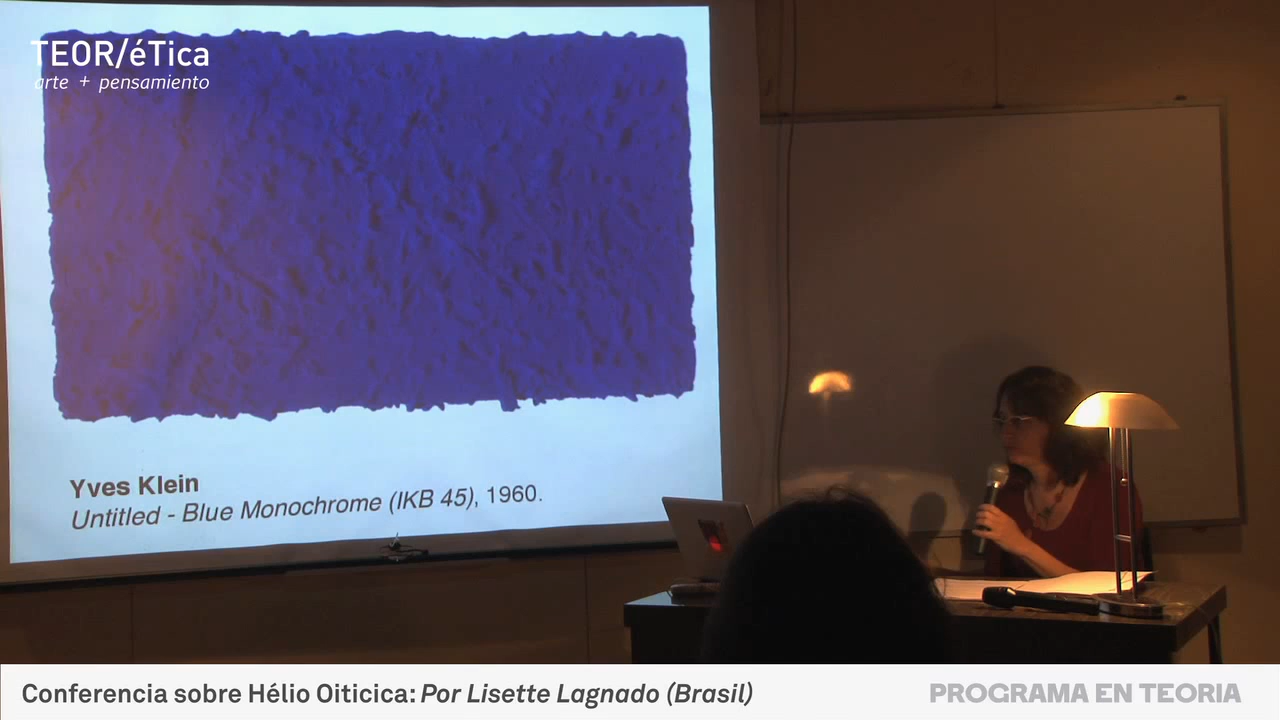 TEOR/éTica
arte + pensamiento
Yves Klein
Untitled - Blue Monochrome (IKB 45), 1960.
Conferencia sobre Hélio Oiticica: Por Lisette Lagnado (Brasil)
PROGRAMA EN TEORIA